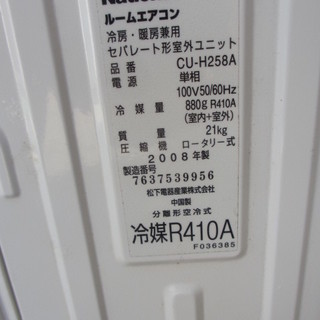 ルームエアコン
冷房・暖房兼用
セパレート形室外ユニット
品番 CU-H258A
電源 単相
100V50/60Hz
冷媒量 880g R410A
(室内+室外)
質量 21kg
圧縮機 ロータリー式
2008年製
製造番号
7637539956
松下電器産業株式会社
中国製
分離形空冷式
冷媒R410A
F036385